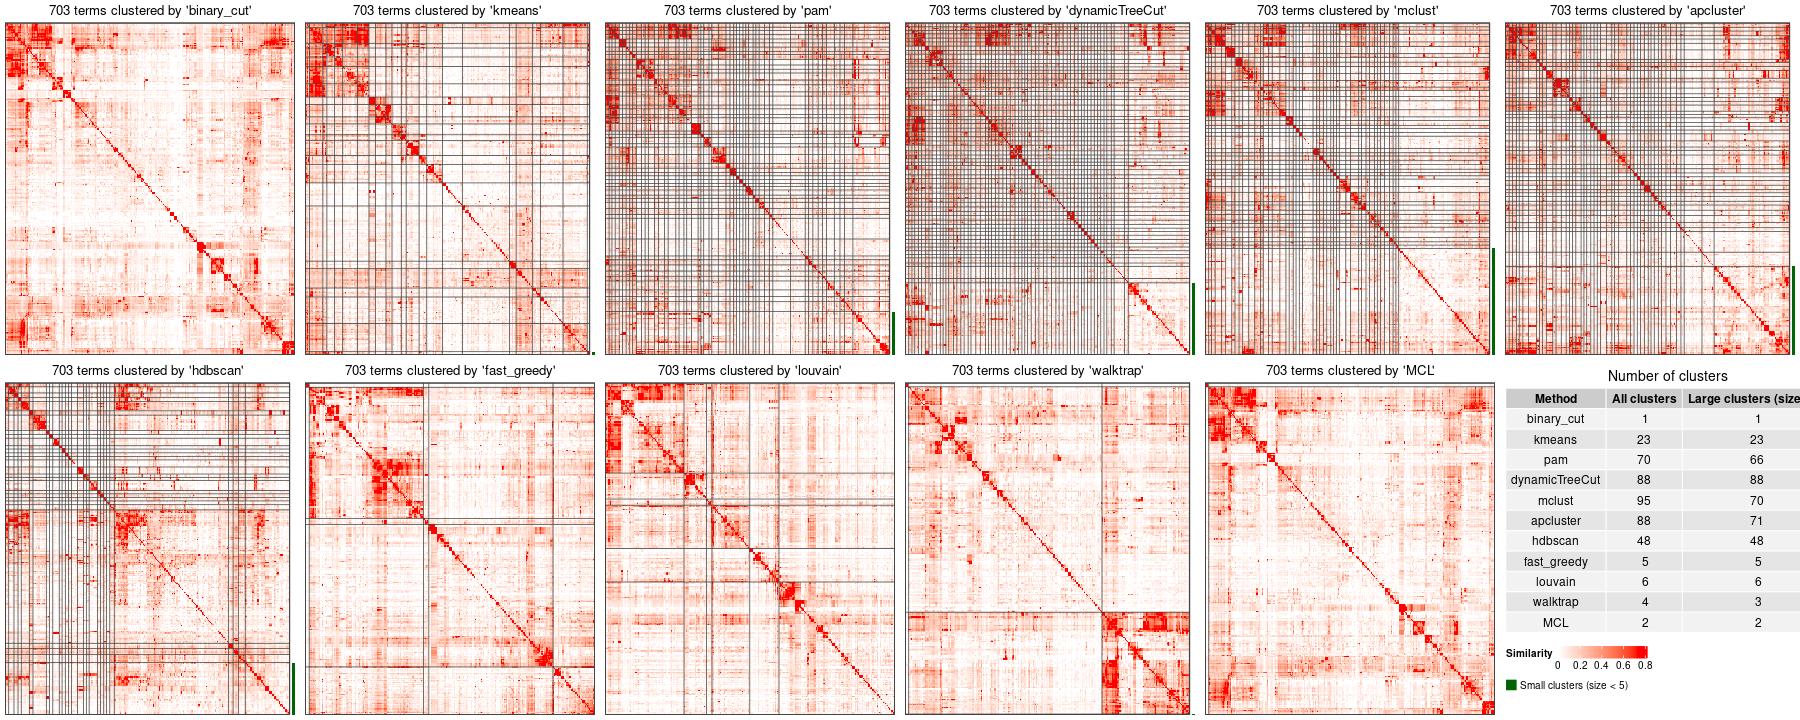 703 terms clustered by 'binary_cut'
703 terms clustered by 'kmeans'
703 terms clustered by 'pam'
703 terms clustered by 'dynamicTreeCut'
703 terms clustered by 'mclust'
703 terms clustered by 'apcluster'
703 terms clustered by 'hdbscan'
703 terms clustered by 'fast_greedy'
703 terms clustered by 'louvain'
703 terms clustered by 'walktrap'
703 terms clustered by 'MCL'
Number of clusters
Method All clusters Large clusters (size
binary_cut 1 1
kmeans 23 23
pam 70 66
dynamicTreeCut 88 88
mclust 95 70
apcluster 88 71
hdbscan 48 48
fast_greedy 5 5
louvain 6 6
walktrap 4 3
MCL 2 2
Similarity
0 0.2 0.4 0.6 0.8
Small clusters (size < 5)